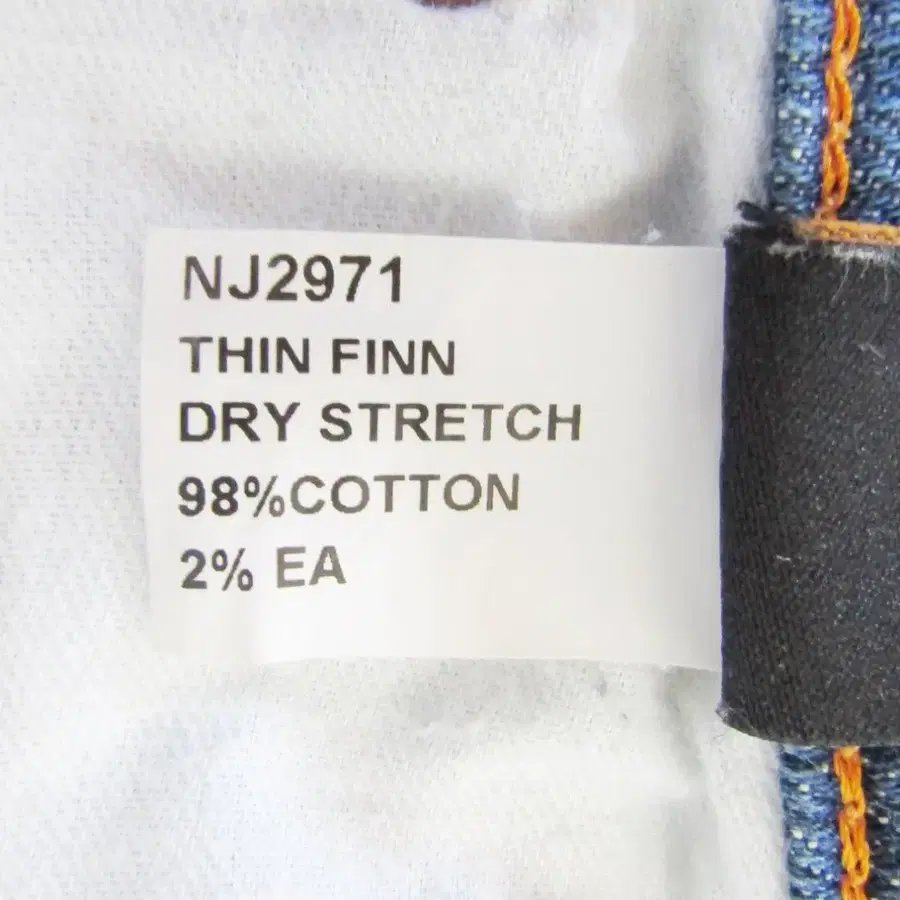 NJ2971
THIN FINN
DRY STRETCH
98%COTTON
2% EA